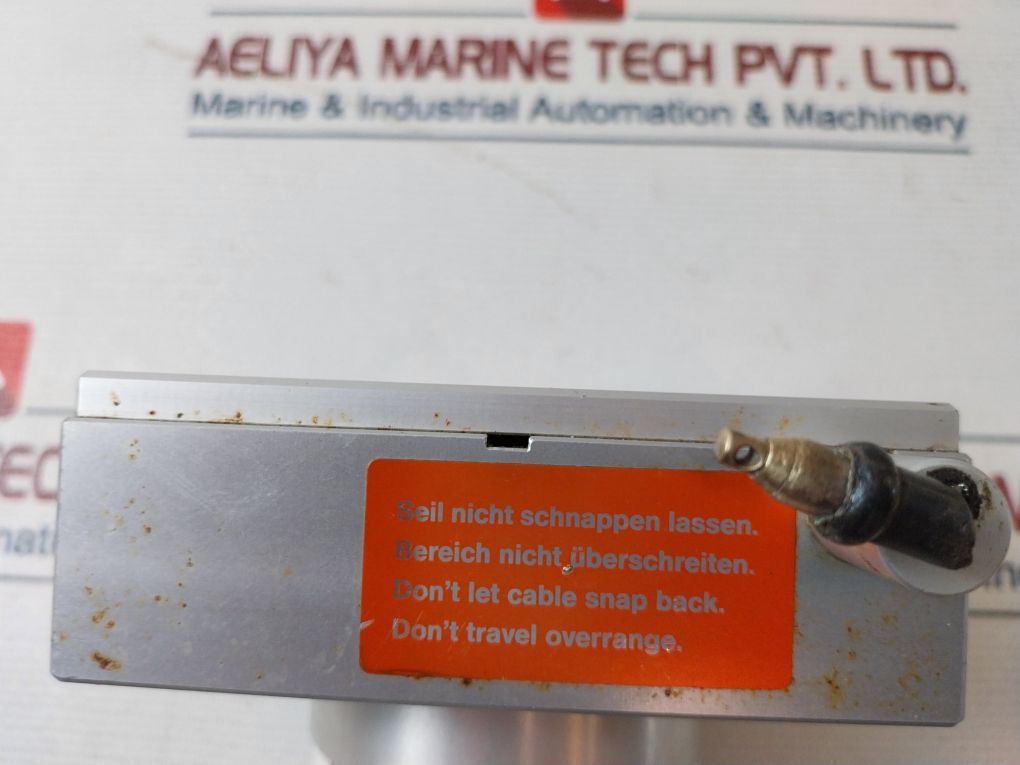 AELIYA MARINE TECH PVT. LTD.
Marine & Industrial Automation & Machinery
TEC
Seil nicht schnappen lassen.
Bereich nicht überschreiten.
Don't let cable snap back.
Don't travel overrange.